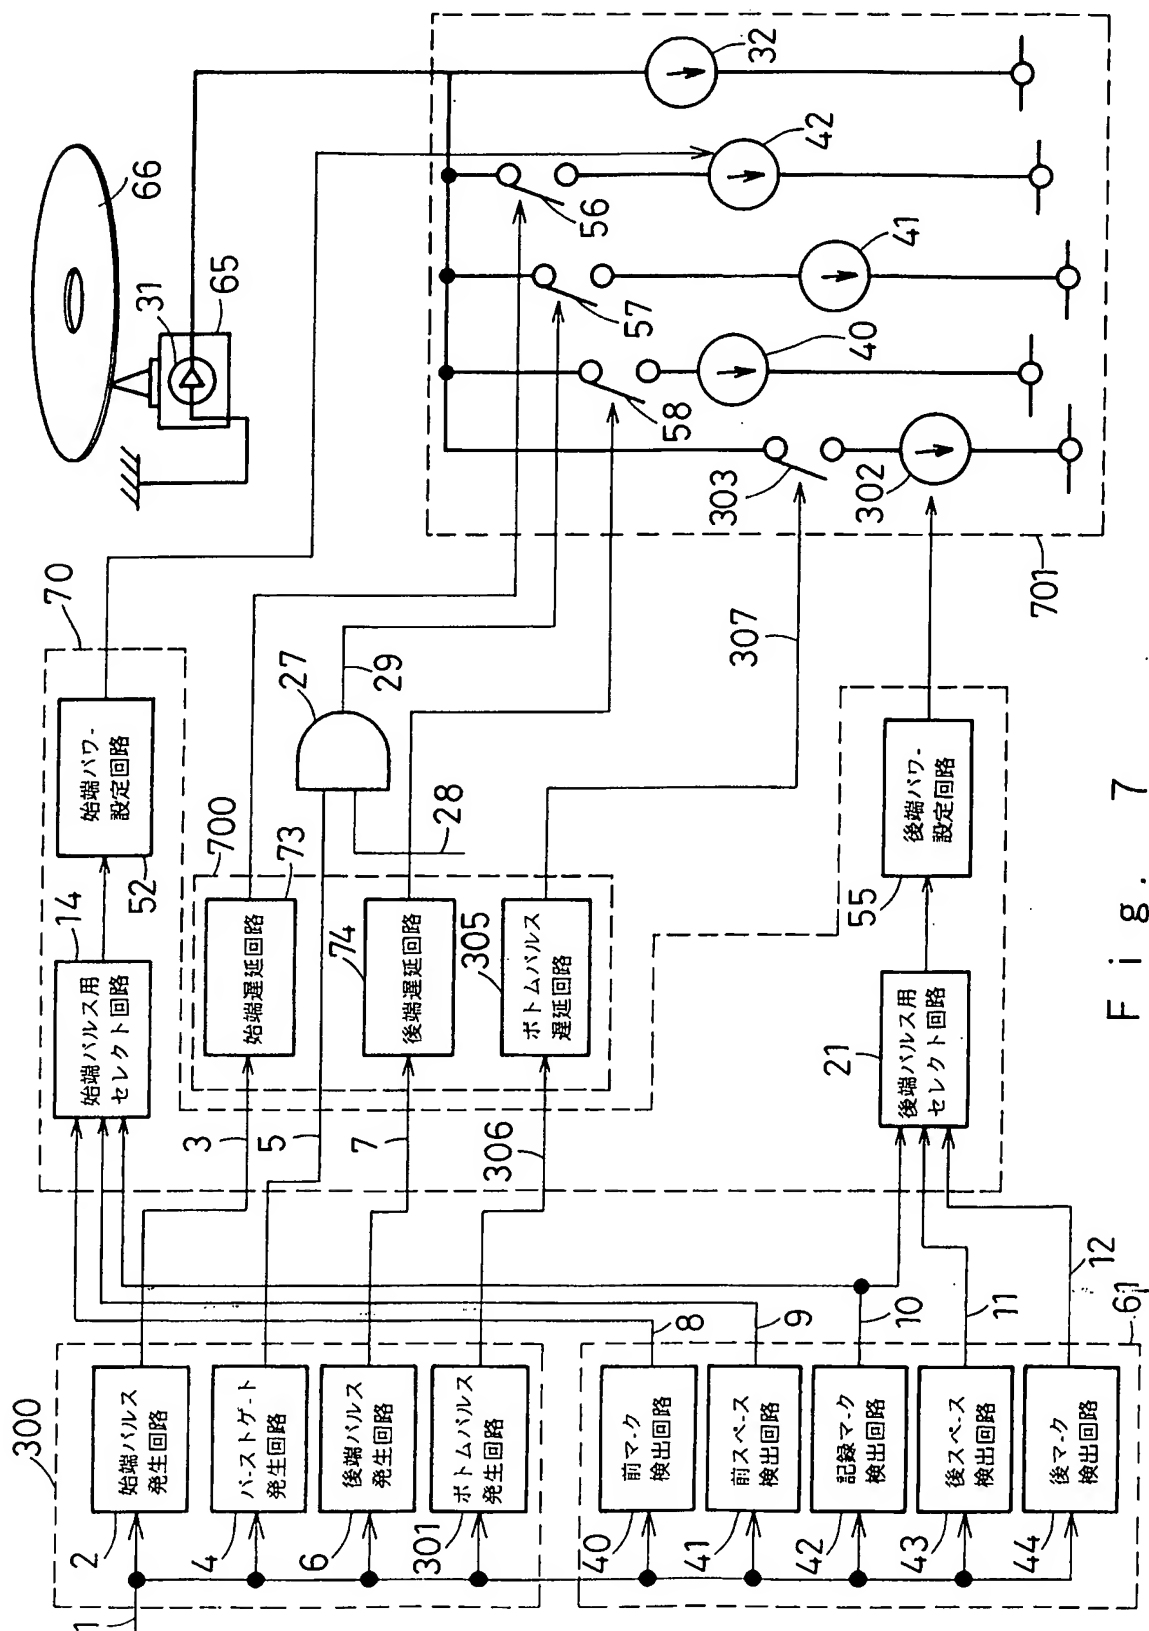 300
1
2
始端パルス
発生回路
4
バーストゲート
発生回路
6
後端パルス
発生回路
301
ボトムパルス
発生回路
40
前マーク
検出回路
41
前スペース
検出回路
42
記録マーク
検出回路
43
後スペース
検出回路
44
後マーク
検出回路
61
8
9
10
11
12
3
5
7
306
14
始端パルス用
セレクト回路
52
始端パワー
設定回路
70
700
73
始端遅延回路
74
後端遅延回路
305
ボトムパルス
遅延回路
27
28
29
21
後端パルス用
セレクト回路
55
後端パワー
設定回路
307
66
31
65
32
42
56
41
57
40
58
303
302
701
Fig. 7